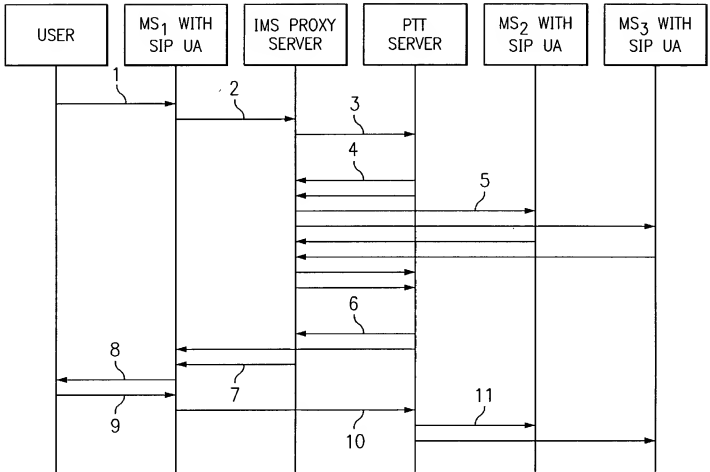 USER
MS1 WITH
SIP UA
IMS PROXY
SERVER
PTT
SERVER
MS2 WITH
SIP UA
MS3 WITH
SIP UA
1
2
3
4
5
6
8
7
9
10
11